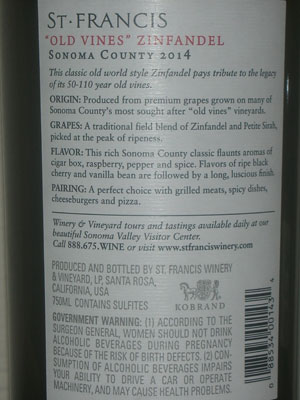 ST. FRANCIS
"OLD VINES" ZINFANDEL
SONOMA COUNTY 2014
This classic old world style Zinfandel pays tribute to the legacy
of its 50-110 year old vines.
ORIGIN: Produced from premium grapes grown on many of
Sonoma County's most sought after "old vines" vineyards.
GRAPES: A traditional field blend of Zinfandel and Petite Sirah,
picked at the peak of ripeness.
FLAVOR: This rich Sonoma County classic flaunts aromas of
cigar box, raspberry, pepper and spice. Flavors of ripe black
cherry and vanilla bean are followed by a long, luscious finish.
PAIRING: A perfect choice with grilled meats, spicy dishes,
cheeseburgers and pizza.
Winery & Vineyard tours and tastings available daily at our
beautiful Sonoma Valley Visitor Center.
Call 888.675.WINE or visit www.stfranciswinery.com
PRODUCED AND BOTTLED BY ST. FRANCIS WINERY
& VINEYARD, LP, SANTA ROSA,
CALIFORNIA, USA
750ML CONTAINS SULFITES
KOBRAND
GOVERNMENT WARNING: (1) ACCORDING TO THE
SURGEON GENERAL, WOMEN SHOULD NOT DRINK
ALCOHOLIC BEVERAGES DURING PREGNANCY
BECAUSE OF THE RISK OF BIRTH DEFECTS. (2) CON-
SUMPTION OF ALCOHOLIC BEVERAGES IMPAIRS
YOUR ABILITY TO DRIVE A CAR OR OPERATE
MACHINERY, AND MAY CAUSE HEALTH PROBLEMS.
0 88534 00143 4